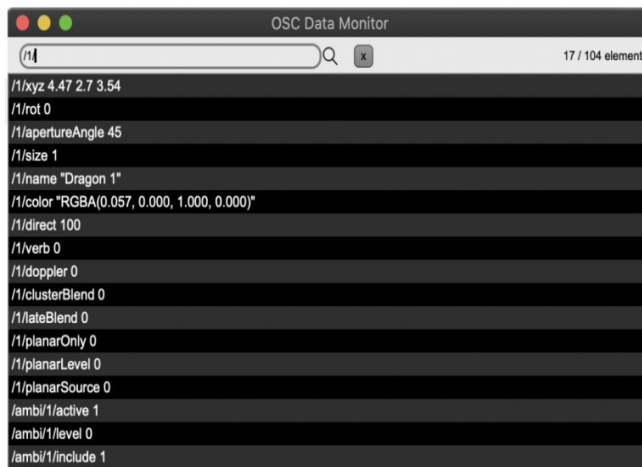 OSC Data Monitor
/1/ x 17 / 104 element
/1/xyz 4.47 2.7 3.54
/1/rot 0
/1/apertureAngle 45
/1/size 1
/1/name "Dragon 1"
/1/color "RGBA(0.057, 0.000, 1.000, 0.000)"
/1/direct 100
/1/verb 0
/1/doppler 0
/1/clusterBlend 0
/1/lateBlend 0
/1/planarOnly 0
/1/planarLevel 0
/1/planarSource 0
/ambi/1/active 1
/ambi/1/level 0
/ambi/1/include 1